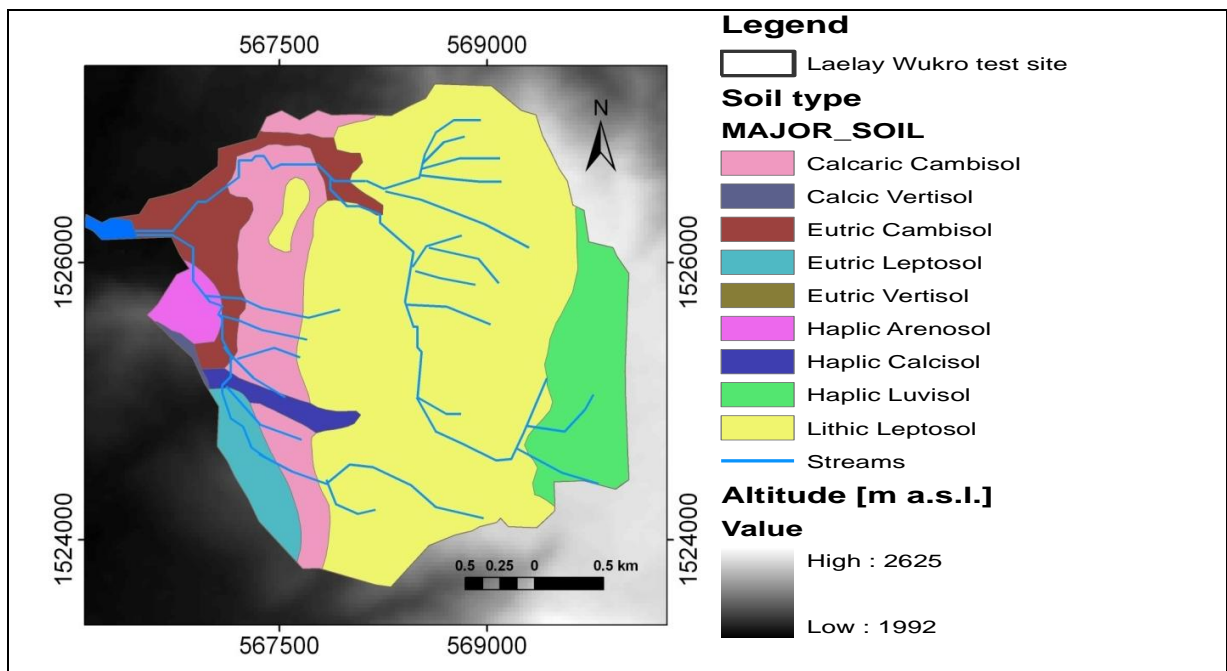 Legend
567500 569000
Laelay Wukro test site
Soil type
N
MAJOR_SOIL
Calcaric Cambisol
Calcic Vertisol
1526000 1526000
Eutric Cambisol
Eutric Leptosol
Eutric Vertisol
Haplic Arenosol
Haplic Calcisol
Haplic Luvisol
Lithic Leptosol
Streams
Altitude [m a.s.l.]
1524000 1524000
Value
0.5 0.25 0 0.5 km
High : 2625
Low : 1992
567500 569000